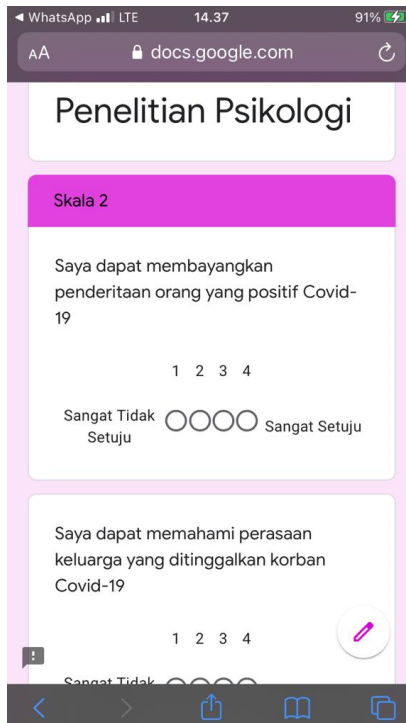 WhatsApp LTE 14.37 91%
AA docs.google.com
Penelitian Psikologi
Skala 2
Saya dapat membayangkan
penderitaan orang yang positif Covid-
19
1 2 3 4
Sangat Tidak
Setuju
Sangat Setuju
Saya dapat memahami perasaan
keluarga yang ditinggalkan korban
Covid-19
1 2 3 4
Sangat Tidak